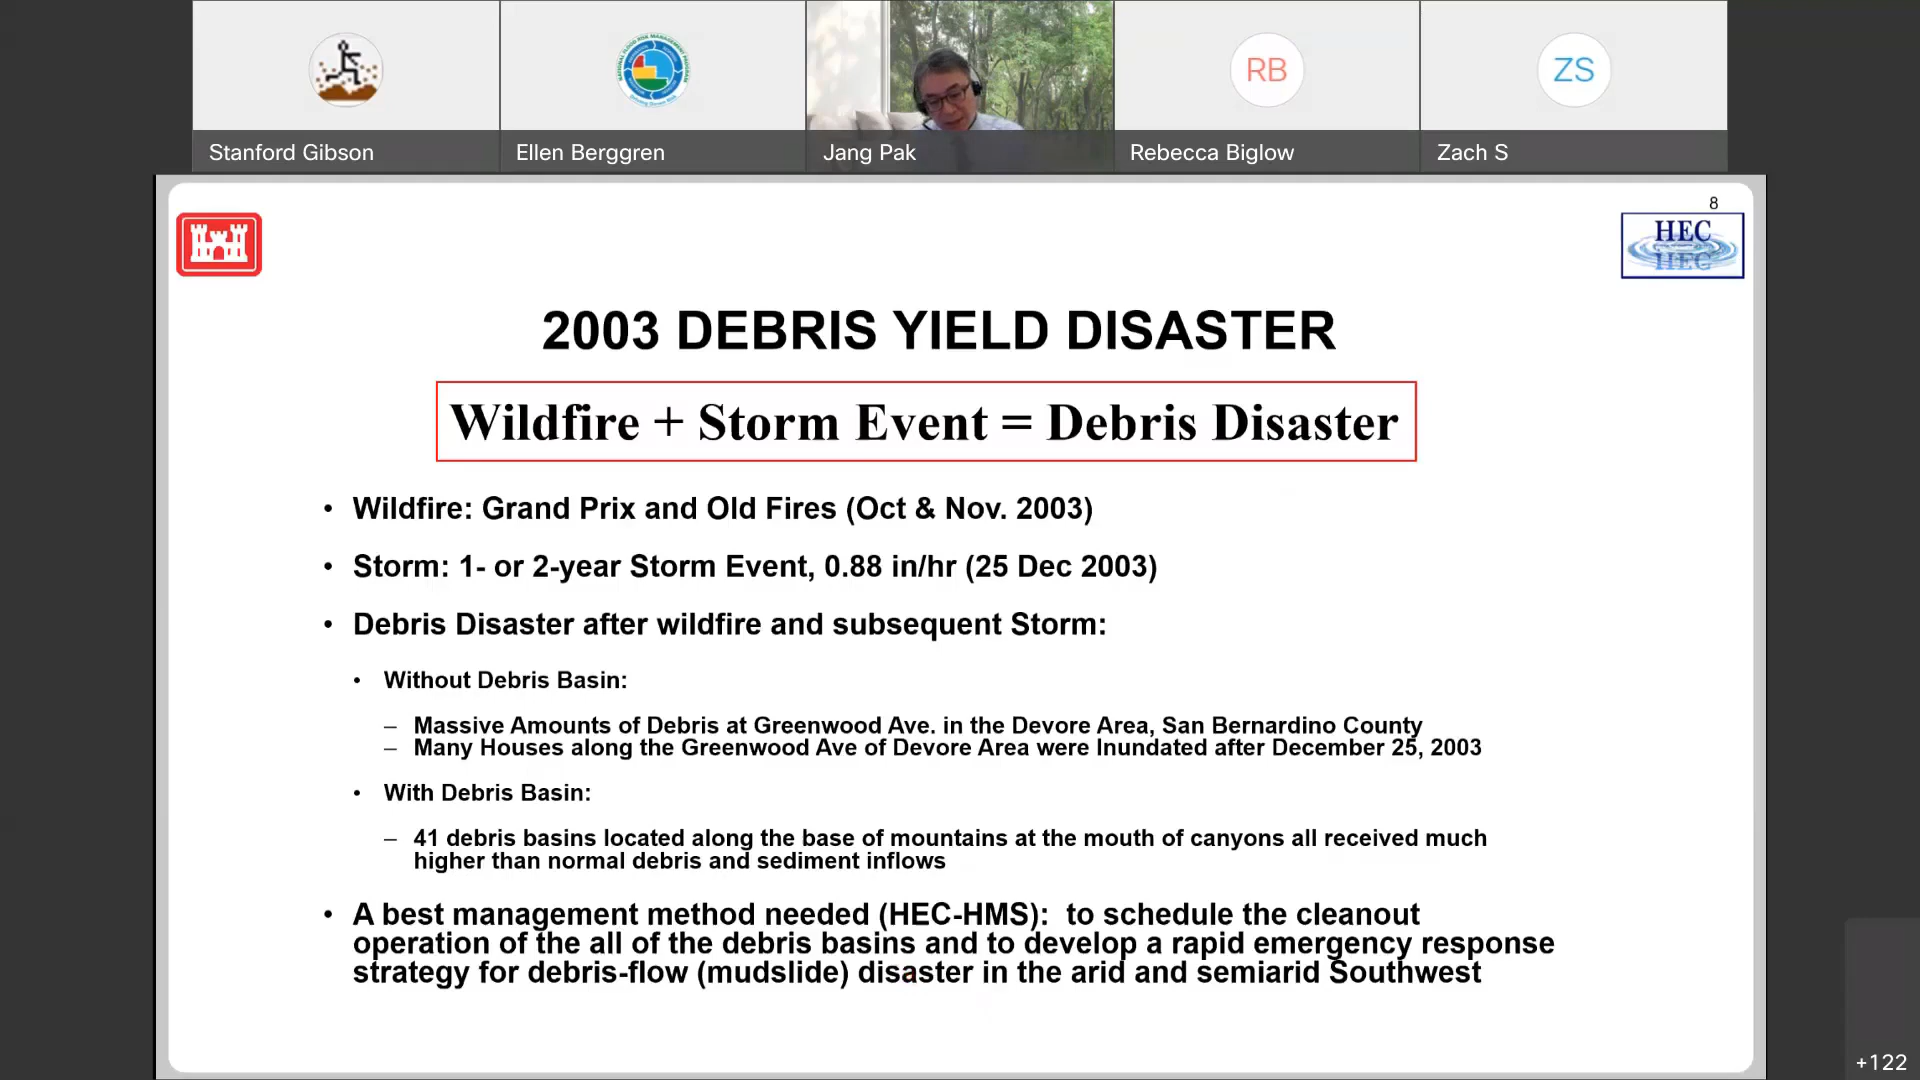 RB
ZS
Stanford Gibson
Ellen Berggren
Jang Pak
Rebecca Biglow
Zach S
8
HEC
2003 DEBRIS YIELD DISASTER
Wildfire + Storm Event = Debris Disaster
• Wildfire: Grand Prix and Old Fires (Oct & Nov. 2003)
• Storm: 1- or 2-year Storm Event, 0.88 in/hr (25 Dec 2003)
• Debris Disaster after wildfire and subsequent Storm:
• Without Debris Basin:
– Massive Amounts of Debris at Greenwood Ave. in the Devore Area, San Bernardino County
– Many Houses along the Greenwood Ave of Devore Area were Inundated after December 25, 2003
• With Debris Basin:
– 41 debris basins located along the base of mountains at the mouth of canyons all received much
higher than normal debris and sediment inflows
• A best management method needed (HEC-HMS): to schedule the cleanout
operation of the all of the debris basins and to develop a rapid emergency response
strategy for debris-flow (mudslide) disaster in the arid and semiarid Southwest
+122